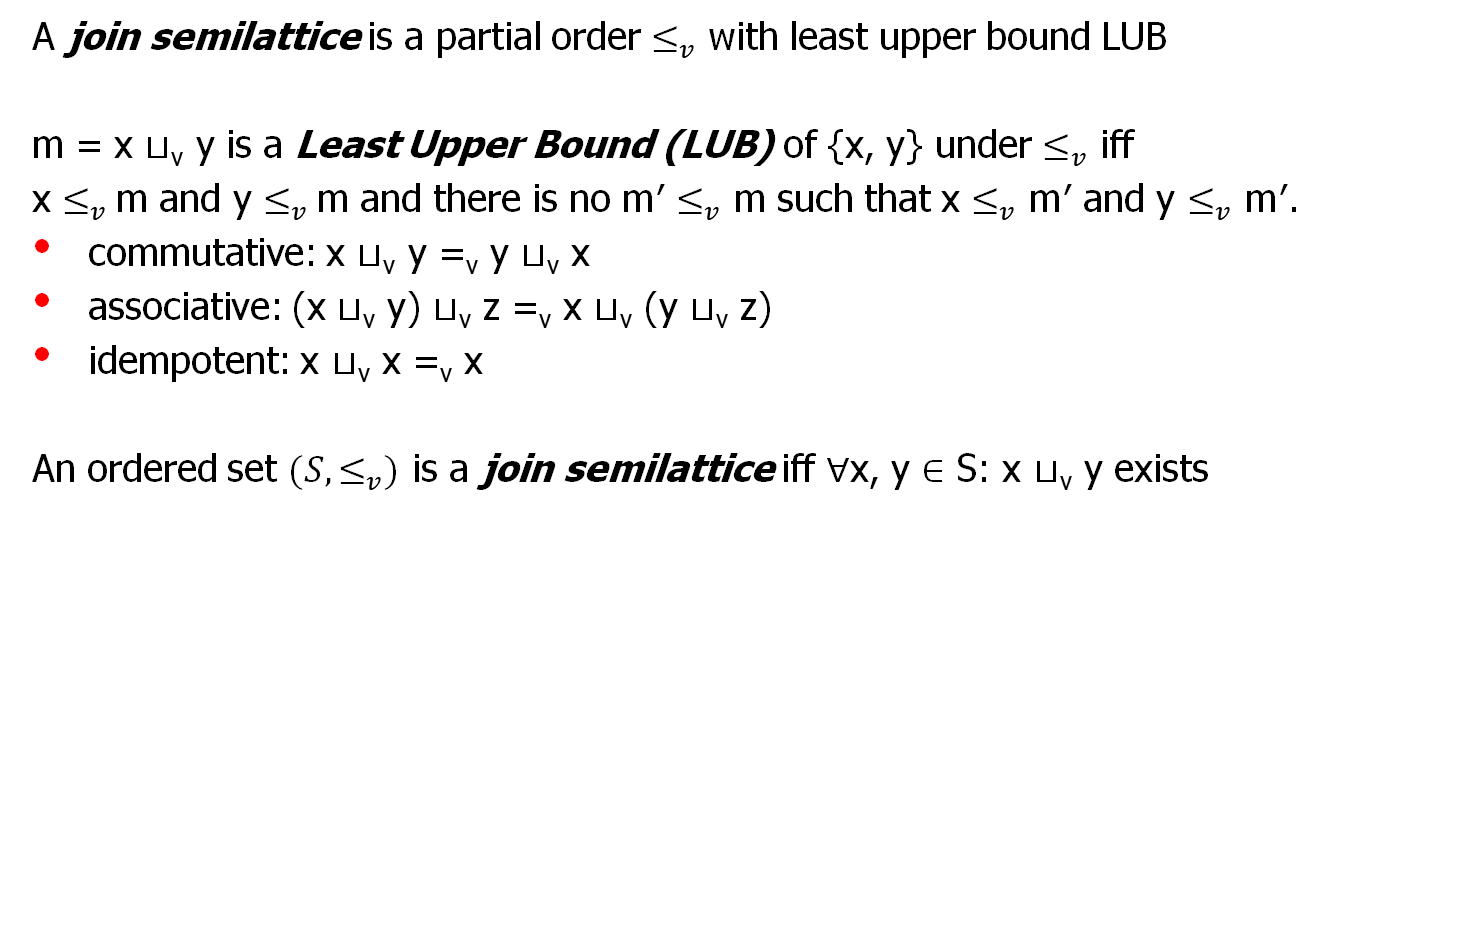 A join semilattice is a partial order ≤ᵥ with least upper bound LUB
m = x ⊔ᵥ y is a Least Upper Bound (LUB) of {x, y} under ≤ᵥ iff
x ≤ᵥ m and y ≤ᵥ m and there is no m′ ≤ᵥ m such that x ≤ᵥ m′ and y ≤ᵥ m′.
• commutative: x ⊔ᵥ y =ᵥ y ⊔ᵥ x
• associative: (x ⊔ᵥ y) ⊔ᵥ z =ᵥ x ⊔ᵥ (y ⊔ᵥ z)
• idempotent: x ⊔ᵥ x =ᵥ x
An ordered set (S, ≤ᵥ) is a join semilattice iff ∀x, y ∈ S: x ⊔ᵥ y exists